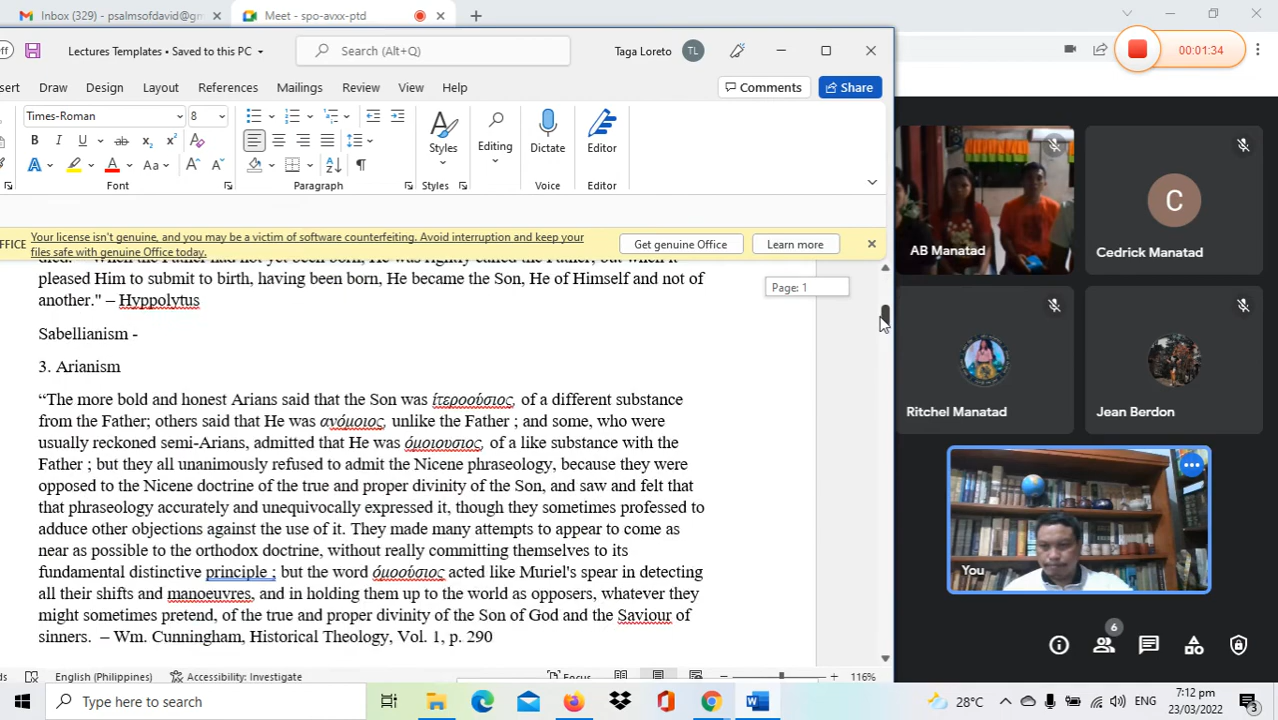 Inbox (329) - psalmsofdavid@gm
Meet - spo-avxx-ptd
00:01:34
Off
Lectures Templates • Saved to this PC
Search (Alt+Q)
Taga Loreto
TL
sert
Draw
Design
Layout
References
Mailings
Review
View
Help
Comments
Share
Times-Roman
8
Styles
Editing
Dictate
Editor
Font
Paragraph
Styles
Voice
Editor
OFFICE
Your license isn't genuine, and you may be a victim of software counterfeiting. Avoid interruption and keep your
files safe with genuine Office today.
Get genuine Office
Learn more
pleased Him to submit to birth, having been born, He became the Son, He of Himself and not of
another." – Hyppolytus
Page: 1
Sabellianism -
3. Arianism
“The more bold and honest Arians said that the Son was ἑτεροούσιος, of a different substance
from the Father; others said that He was ανόμοιος, unlike the Father ; and some, who were
usually reckoned semi-Arians, admitted that He was όμοιουσιος, of a like substance with the
Father ; but they all unanimously refused to admit the Nicene phraseology, because they were
opposed to the Nicene doctrine of the true and proper divinity of the Son, and saw and felt that
that phraseology accurately and unequivocally expressed it, though they sometimes professed to
adduce other objections against the use of it. They made many attempts to appear to come as
near as possible to the orthodox doctrine, without really committing themselves to its
fundamental distinctive principle ; but the word όμοούσιος acted like Muriel's spear in detecting
all their shifts and manoeuvres, and in holding them up to the world as opposers, whatever they
might sometimes pretend, of the true and proper divinity of the Son of God and the Saviour of
sinners. – Wm. Cunningham, Historical Theology, Vol. 1, p. 290
English (Philippines)
Accessibility: Investigate
Focus
116%
AB Manatad
C
Cedrick Manatad
Ritchel Manatad
Jean Berdon
You
6
Type here to search
28°C
ENG
7:12 pm
23/03/2022
3